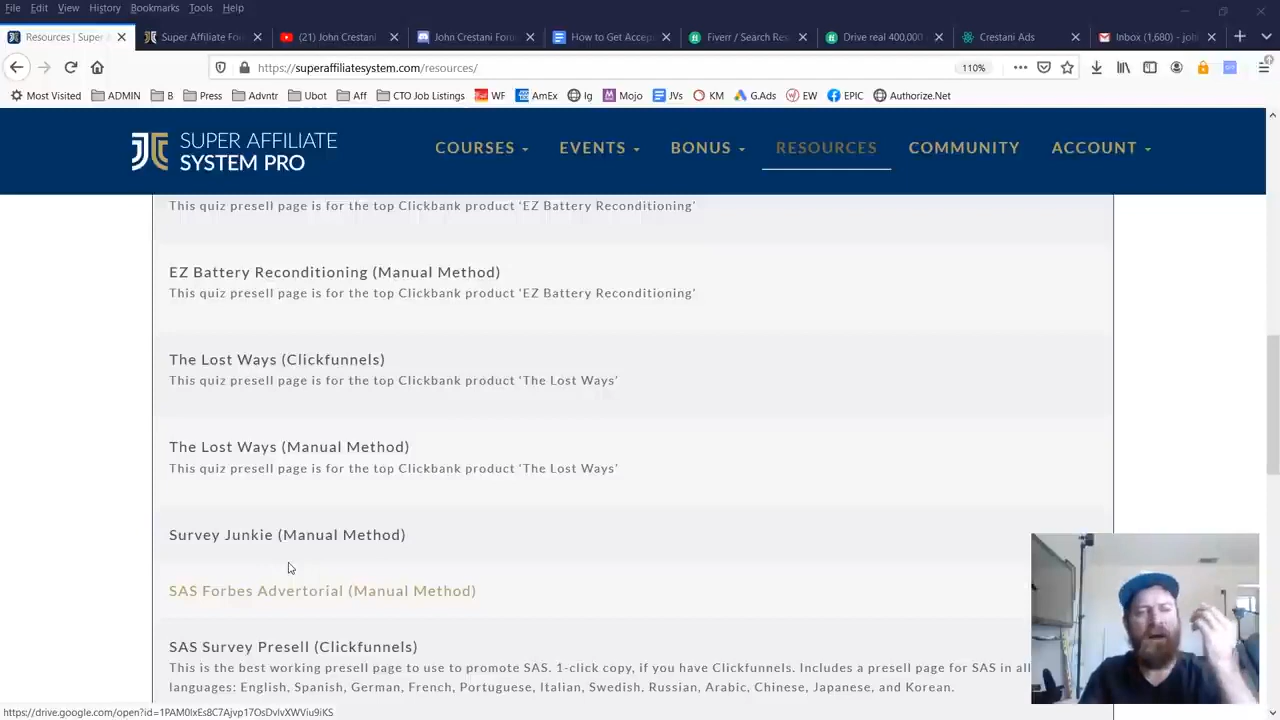 File Edit View History Bookmarks Tools Help
Resources | Super A
Super Affiliate Fo
(21) John Crestani
John Crestani Foru
How to Get Accep
Fiverr / Search Res
Drive real 400,000
Crestani Ads
Inbox (1,680) - joh
https://superaffiliatesystem.com/resources/
110%
Most Visited ADMIN B Press Advntr Ubot Aff CTO Job Listings WF AmEx Ig Mojo JVs KM G.Ads EW EPIC Authorize.Net
SUPER AFFILIATE
SYSTEM PRO
COURSES EVENTS BONUS RESOURCES COMMUNITY ACCOUNT
This quiz presell page is for the top Clickbank product 'EZ Battery Reconditioning'
EZ Battery Reconditioning (Manual Method)
This quiz presell page is for the top Clickbank product 'EZ Battery Reconditioning'
The Lost Ways (Clickfunnels)
This quiz presell page is for the top Clickbank product 'The Lost Ways'
The Lost Ways (Manual Method)
This quiz presell page is for the top Clickbank product 'The Lost Ways'
Survey Junkie (Manual Method)
SAS Forbes Advertorial (Manual Method)
SAS Survey Presell (Clickfunnels)
This is the best working presell page to use to promote SAS. 1-click copy, if you have Clickfunnels. Includes a presell page for SAS in all
languages: English, Spanish, German, French, Portuguese, Italian, Swedish. Russian, Arabic, Chinese, Japanese, and Korean.